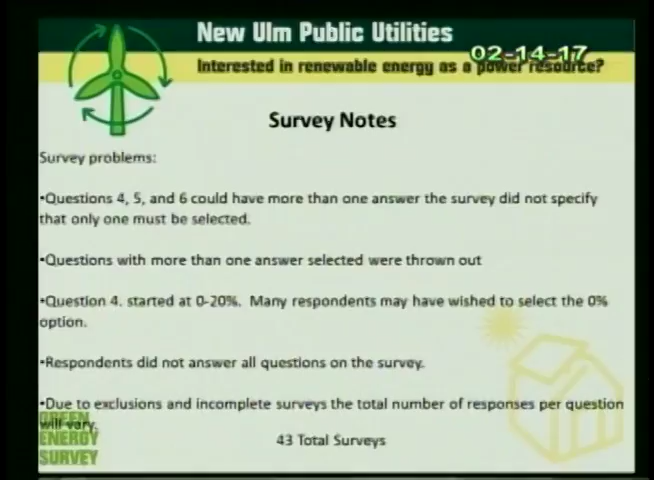 New Ulm Public Utilities
02-14-17
Interested in renewable energy as a power resource?
Survey Notes
Survey problems:
•Questions 4, 5, and 6 could have more than one answer the survey did not specify
that only one must be selected.
•Questions with more than one answer selected were thrown out
•Question 4. started at 0-20%. Many respondents may have wished to select the 0%
option.
•Respondents did not answer all questions on the survey.
•Due to exclusions and incomplete surveys the total number of responses per question
will vary.
GREEN
ENERGY
SURVEY
43 Total Surveys